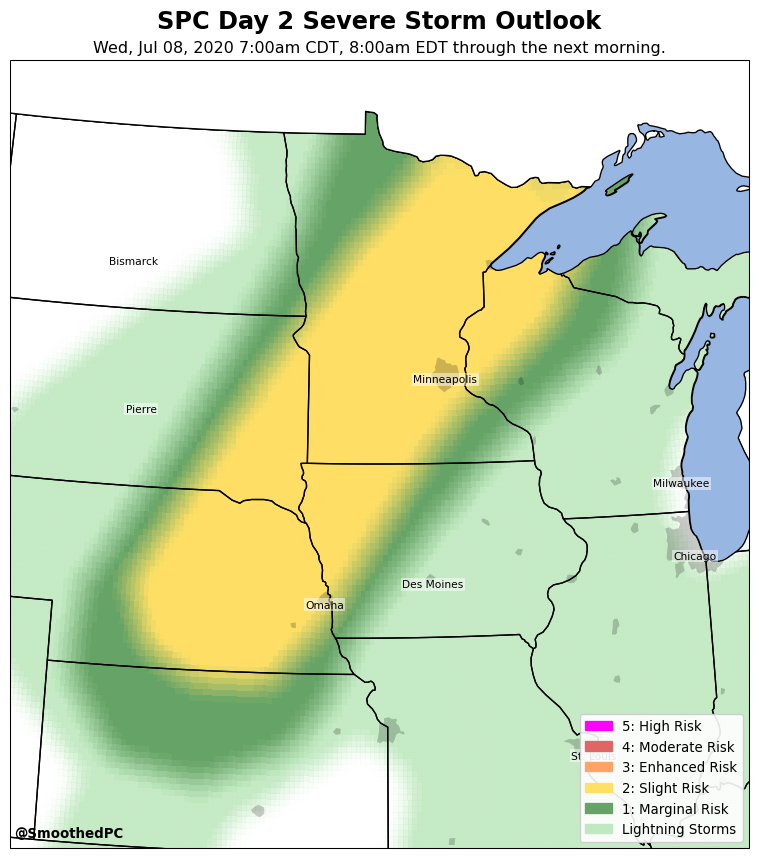 SPC Day 2 Severe Storm Outlook
Wed, Jul 08, 2020 7:00am CDT, 8:00am EDT through the next morning.
Bismarck
Minneapolis
Pierre
Milwaukee
Chicago
Des Moines
Omaha
St. Louis
5: High Risk
4: Moderate Risk
3: Enhanced Risk
2: Slight Risk
1: Marginal Risk
Lightning Storms
@SmoothedPC